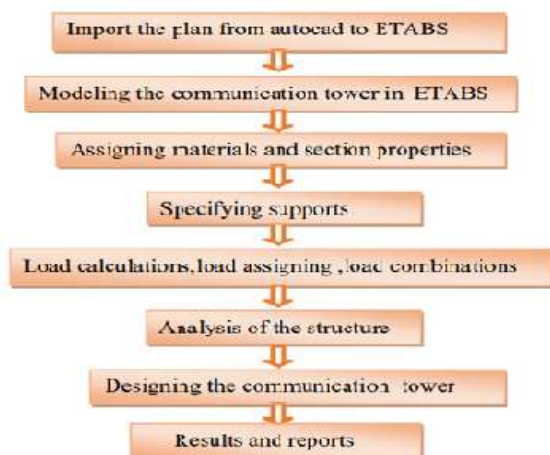 Import the plan from autocad to ETABS
Modeling the communication tower in ETABS
Assigning materials and section properties
Specifying supports
Load calculations,load assigning ,load combinations
Analysis of the structure
Designing the communication tower
Results and reports